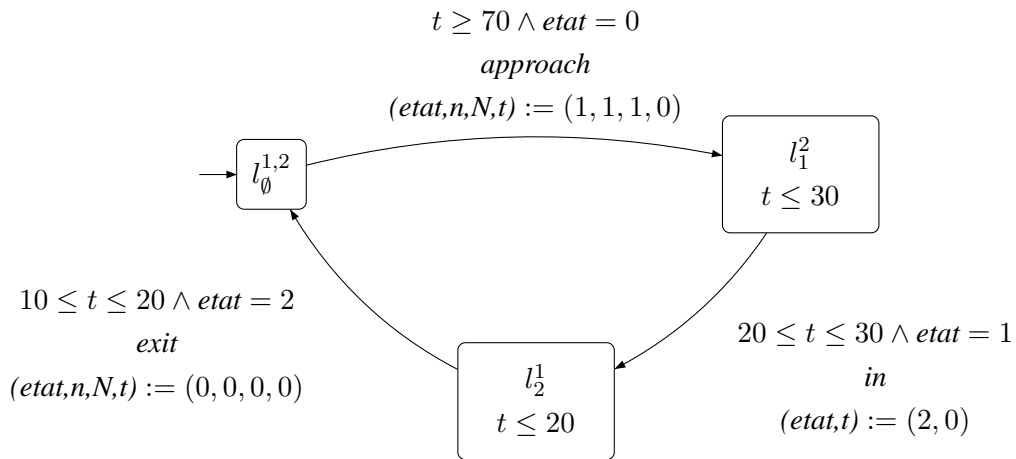 t ≥ 70 ∧ etat = 0
approach
(etat,n,N,t) := (1, 1, 1, 0)
l_∅^{1,2}
l_1^2
t ≤ 30
10 ≤ t ≤ 20 ∧ etat = 2
exit
(etat,n,N,t) := (0, 0, 0, 0)
l_2^1
t ≤ 20
20 ≤ t ≤ 30 ∧ etat = 1
in
(etat,t) := (2, 0)